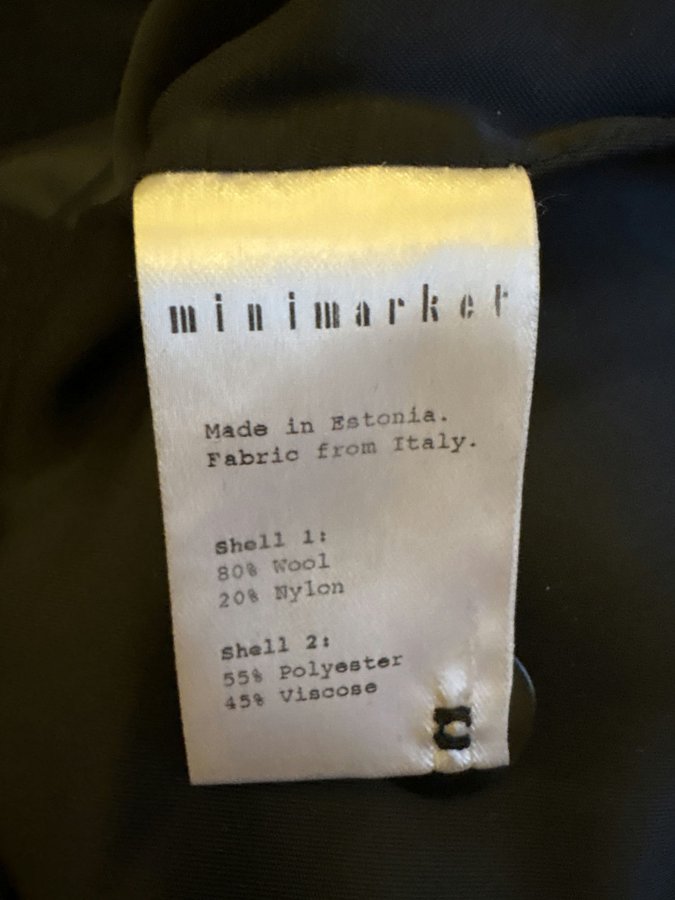 minimarket
Made in Estonia.
Fabric from Italy.
Shell 1:
80% Wool
20% Nylon
Shell 2:
55% Polyester
45% Viscose